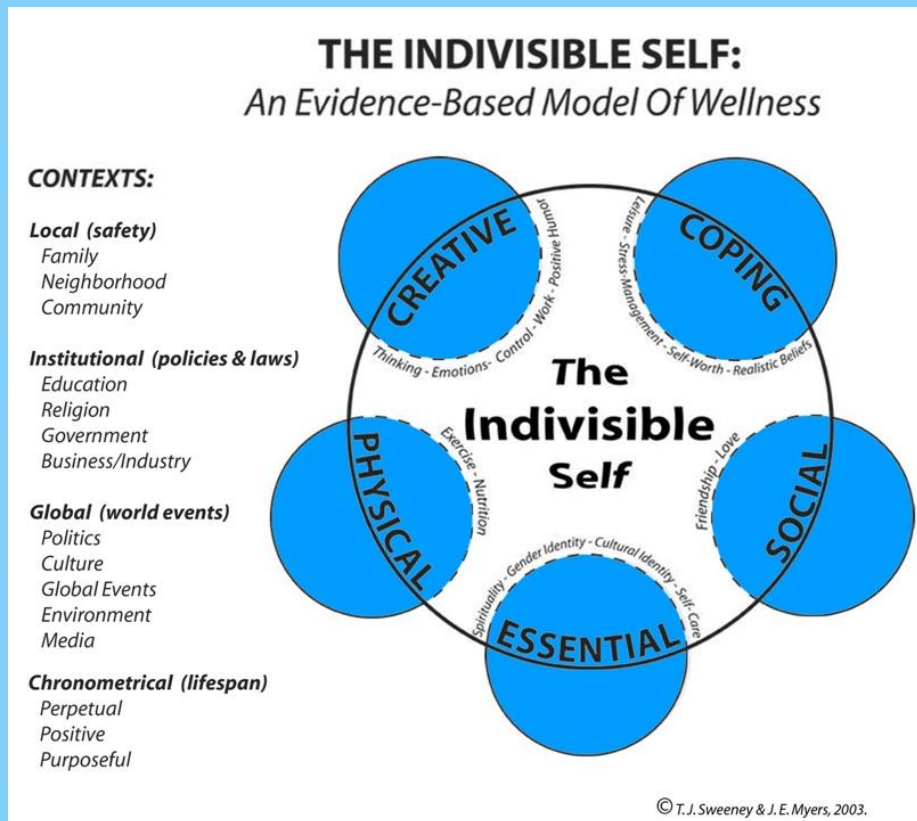 THE INDIVISIBLE SELF:
An Evidence-Based Model Of Wellness
CONTEXTS:
Local (safety)
Family
Neighborhood
Community
Institutional (policies & laws)
Education
Religion
Government
Business/Industry
Global (world events)
Politics
Culture
Global Events
Environment
Media
Chronometrical (lifespan)
Perpetual
Positive
Purposeful
CREATIVE
Thinking - Emotions- Control - Work - Positive Humor
COPING
Leisure - Stress-Management - Self-Worth - Realistic Beliefs
The
Indivisible
Self
PHYSICAL
Exercise - Nutrition
SOCIAL
Friendship - Love
ESSENTIAL
Spirituality - Gender Identity - Cultural Identity - Self- Care
© T.J. Sweeney & J.E. Myers, 2003.